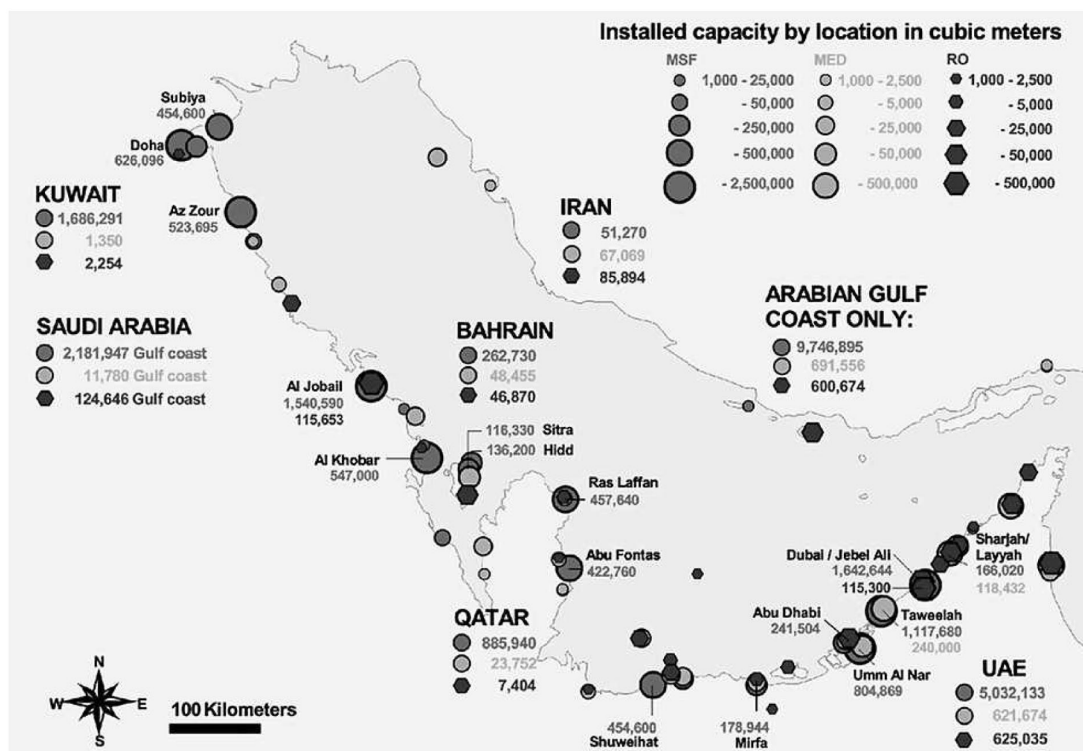 Installed capacity by location in cubic meters
MSF
1,000 - 25,000
- 50,000
- 250,000
- 500,000
- 2,500,000
MED
1,000 - 2,500
- 5,000
- 25,000
- 50,000
- 500,000
RO
1,000 - 2,500
- 5,000
- 25,000
- 50,000
- 500,000
Subiya
454,600
Doha
626,096
KUWAIT
1,686,291
1,350
2,254
Az Zour
523,695
IRAN
51,270
67,069
85,894
SAUDI ARABIA
2,181,947 Gulf coast
11,780 Gulf coast
124,646 Gulf coast
BAHRAIN
262,730
48,455
46,870
ARABIAN GULF
COAST ONLY:
9,746,895
691,556
600,674
Al Jobail
1,540,590
115,653
116,330 Sitra
136,200 Hidd
Al Khobar
547,000
Ras Laffan
457,640
Abu Fontas
422,760
Sharjah/
Layyah
166,020
118,432
Dubai / Jebel Ali
1,642,644
115,300
QATAR
885,940
23,752
7,404
Abu Dhabi
241,504
Taweelah
1,117,680
240,000
Umm Al Nar
804,869
UAE
5,032,133
621,674
625,035
454,600
Shuweihat
178,944
Mirfa
N
W E
S
100 Kilometers